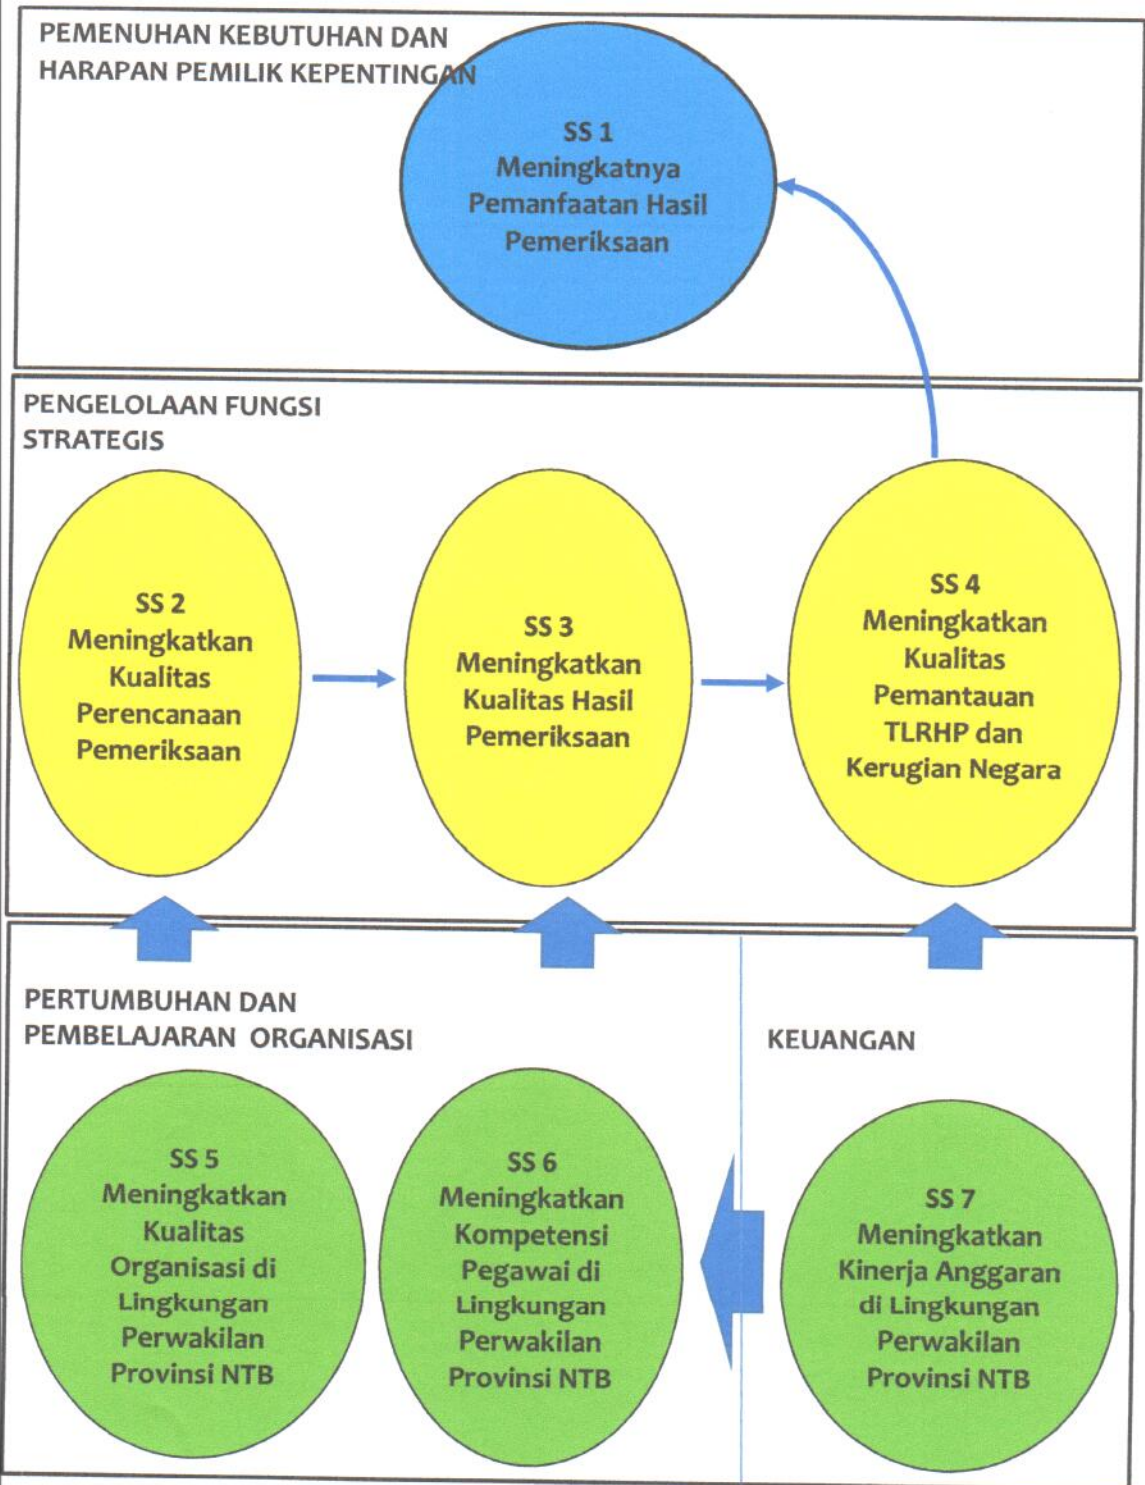 PEMENUHAN KEBUTUHAN DAN
HARAPAN PEMILIK KEPENTINGAN
SS 1
Meningkatnya
Pemanfaatan Hasil
Pemeriksaan
PENGELOLAAN FUNGSI
STRATEGIS
SS 2
Meningkatkan
Kualitas
Perencanaan
Pemeriksaan
SS 3
Meningkatkan
Kualitas Hasil
Pemeriksaan
SS 4
Meningkatkan
Kualitas
Pemantauan
TLRHP dan
Kerugian Negara
PERTUMBUHAN DAN
PEMBELAJARAN ORGANISASI
KEUANGAN
SS 5
Meningkatkan
Kualitas
Organisasi di
Lingkungan
Perwakilan
Provinsi NTB
SS 6
Meningkatkan
Kompetensi
Pegawai di
Lingkungan
Perwakilan
Provinsi NTB
SS 7
Meningkatkan
Kinerja Anggaran
di Lingkungan
Perwakilan
Provinsi NTB